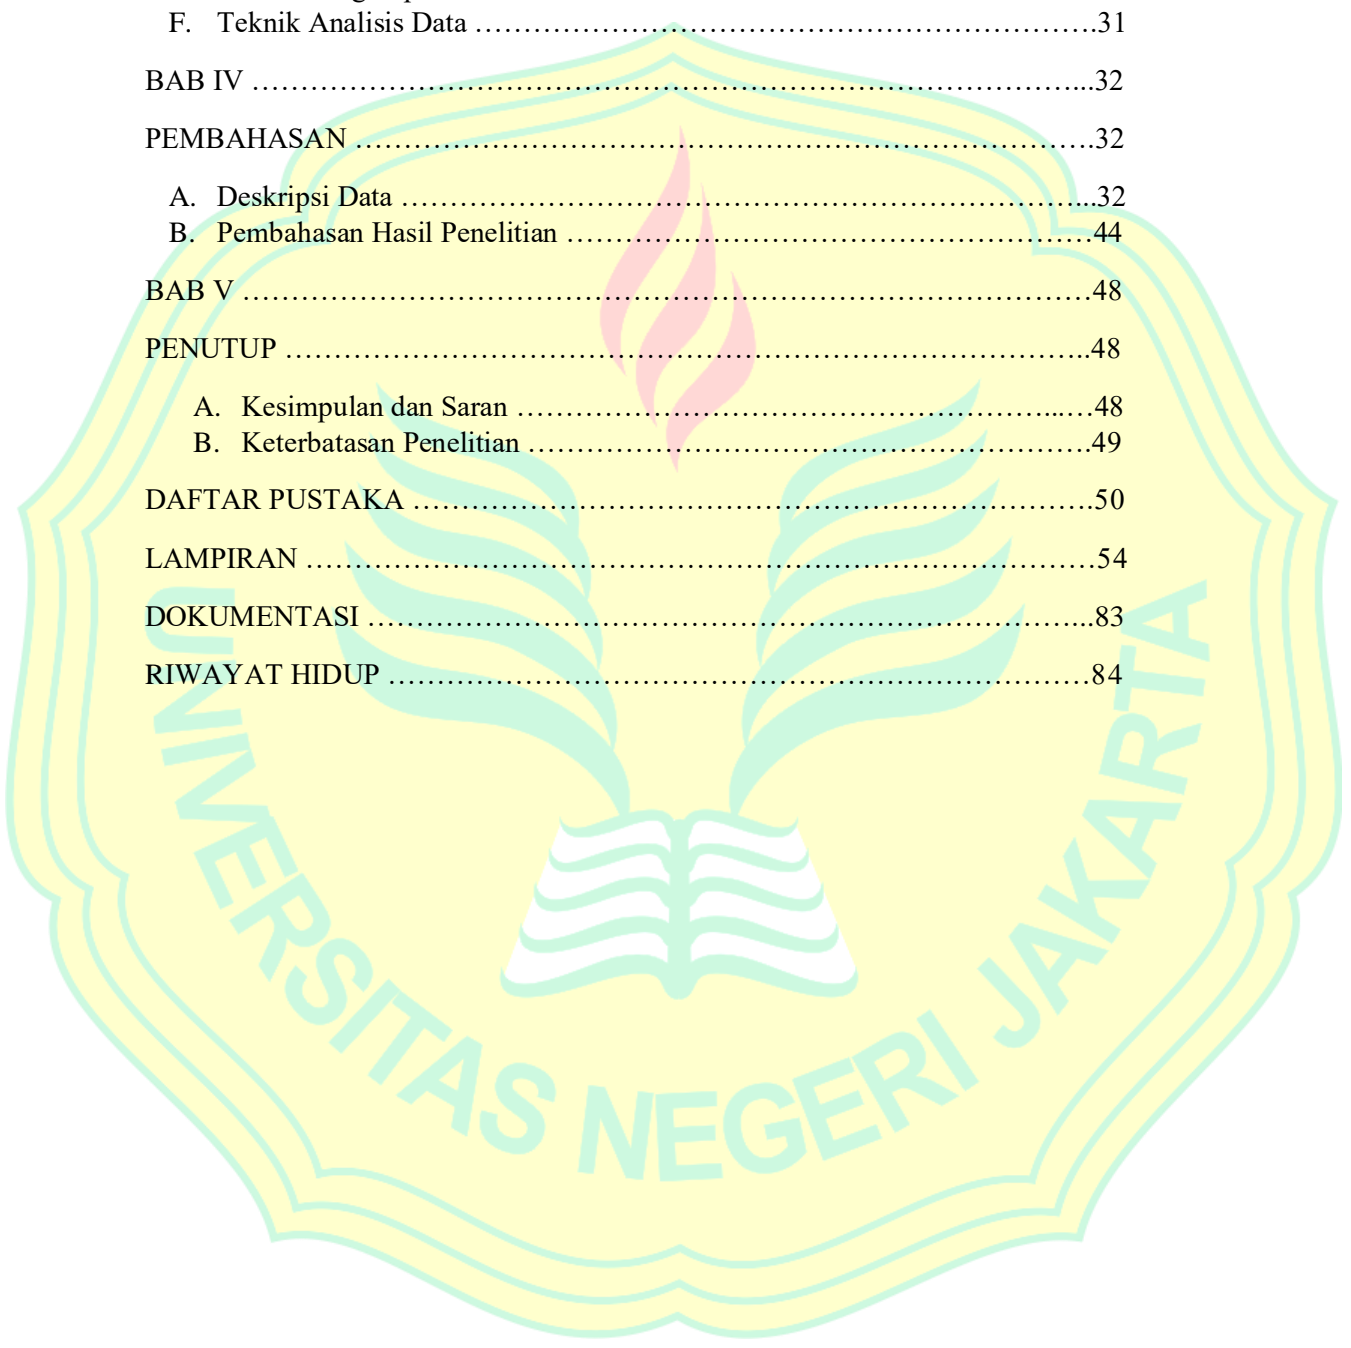 F. Teknik Analisis Data ……………………………………………………………….31
BAB IV …………………………………………………………………………...32
PEMBAHASAN ………………………………………………………………….32
A. Deskripsi Data ……………………………………………………………...32
B. Pembahasan Hasil Penelitian ………………………………………………44
BAB V ……………………………………………………………………………48
PENUTUP ………………………………………………………………………..48
A. Kesimpulan dan Saran ………………………………………………...…48
B. Keterbatasan Penelitian ………………………………………………….49
DAFTAR PUSTAKA …………………………………………………………….50
LAMPIRAN ………………………………………………………………………54
DOKUMENTASI ………………………………………………………………...83
RIWAYAT HIDUP ………………………………………………………………84
UNIVERSITAS NEGERI JAKARTA